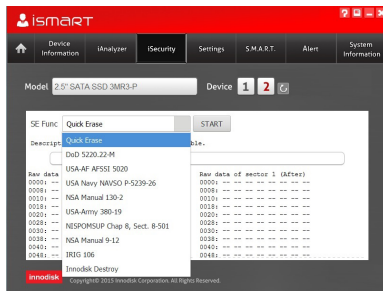 iSMART
Device Information
iAnalyzer
iSecurity
Settings
S.M.A.R.T.
Alert
System Information
Model 2.5" SATA SSD 3MR3-P
Device 1 2
SE Func Quick Erase START
Quick Erase
DoD 5220.22-M
USA-AF AFSSI 5020
USA Navy NAVSO P-5239-26
NSA Manual 130-2
USA-Army 380-19
NISPOMSUP Chap 8, Sect. 8-501
NSA Manual 9-12
IRIG 106
Innodisk Destroy
Descript
ble.
Raw data
0000: --
0008: --
0010: --
0018: --
0020: --
0028: --
0030: --
0038: --
0040: --
0048: --
Raw data of sector 1 (After)
0000: -- -- -- -- -- -- -- --
0008: -- -- -- -- -- -- -- --
0010: -- -- -- -- -- -- -- --
0018: -- -- -- -- -- -- -- --
0020: -- -- -- -- -- -- -- --
0028: -- -- -- -- -- -- -- --
0030: -- -- -- -- -- -- -- --
0038: -- -- -- -- -- -- -- --
0040: -- -- -- -- -- -- -- --
0048: -- -- -- -- -- -- -- --
innodisk
Copyright© 2015 Innodisk Corporation. All Rights Reserved.